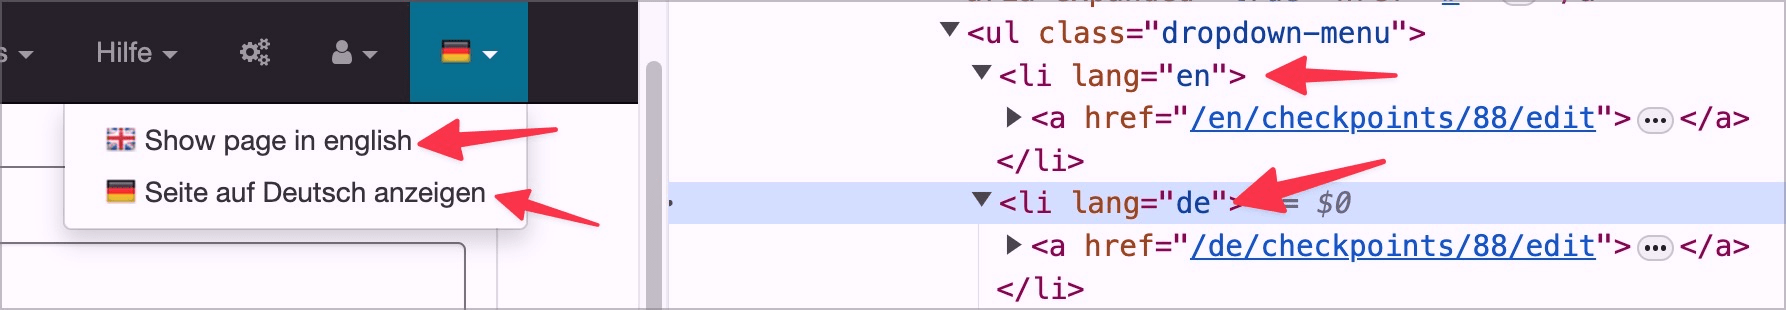 s Hilfe
Show page in english
Seite auf Deutsch anzeigen
<ul class="dropdown-menu">
<li lang="en">
<a href="/en/checkpoints/88/edit">…</a>
</li>
<li lang="de"> == $0
<a href="/de/checkpoints/88/edit">…</a>
</li>